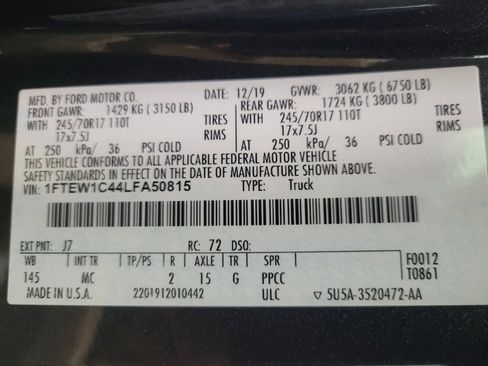 MFD. BY FORD MOTOR CO. DATE: 12/19 GVWR: 3062 KG ( 6750 LB)
FRONT GAWR: 1429 KG ( 3150 LB) REAR GAWR: 1724 KG ( 3800 LB)
WITH 245/70R17 110T TIRES WITH 245/70R17 110T TIRES
17x7.5J RIMS 17x7.5J RIMS
AT 250 kPa/ 36 PSI COLD AT 250 kPa/ 36 PSI COLD
THIS VEHICLE CONFORMS TO ALL APPLICABLE FEDERAL MOTOR VEHICLE
SAFETY STANDARDS IN EFFECT ON THE DATE OF MANUFACTURE SHOWN ABOVE.
VIN: 1FTEW1C44LFA50815 TYPE: Truck
EXT PNT: J7 RC: 72 DSO:
WB INT TR TP/PS R AXLE TR SPR F0012
145 MC 2 15 G PPCC T0861
MADE IN U.S.A. 2201912010442 ULC ▽ 5U5A-3520472-AA